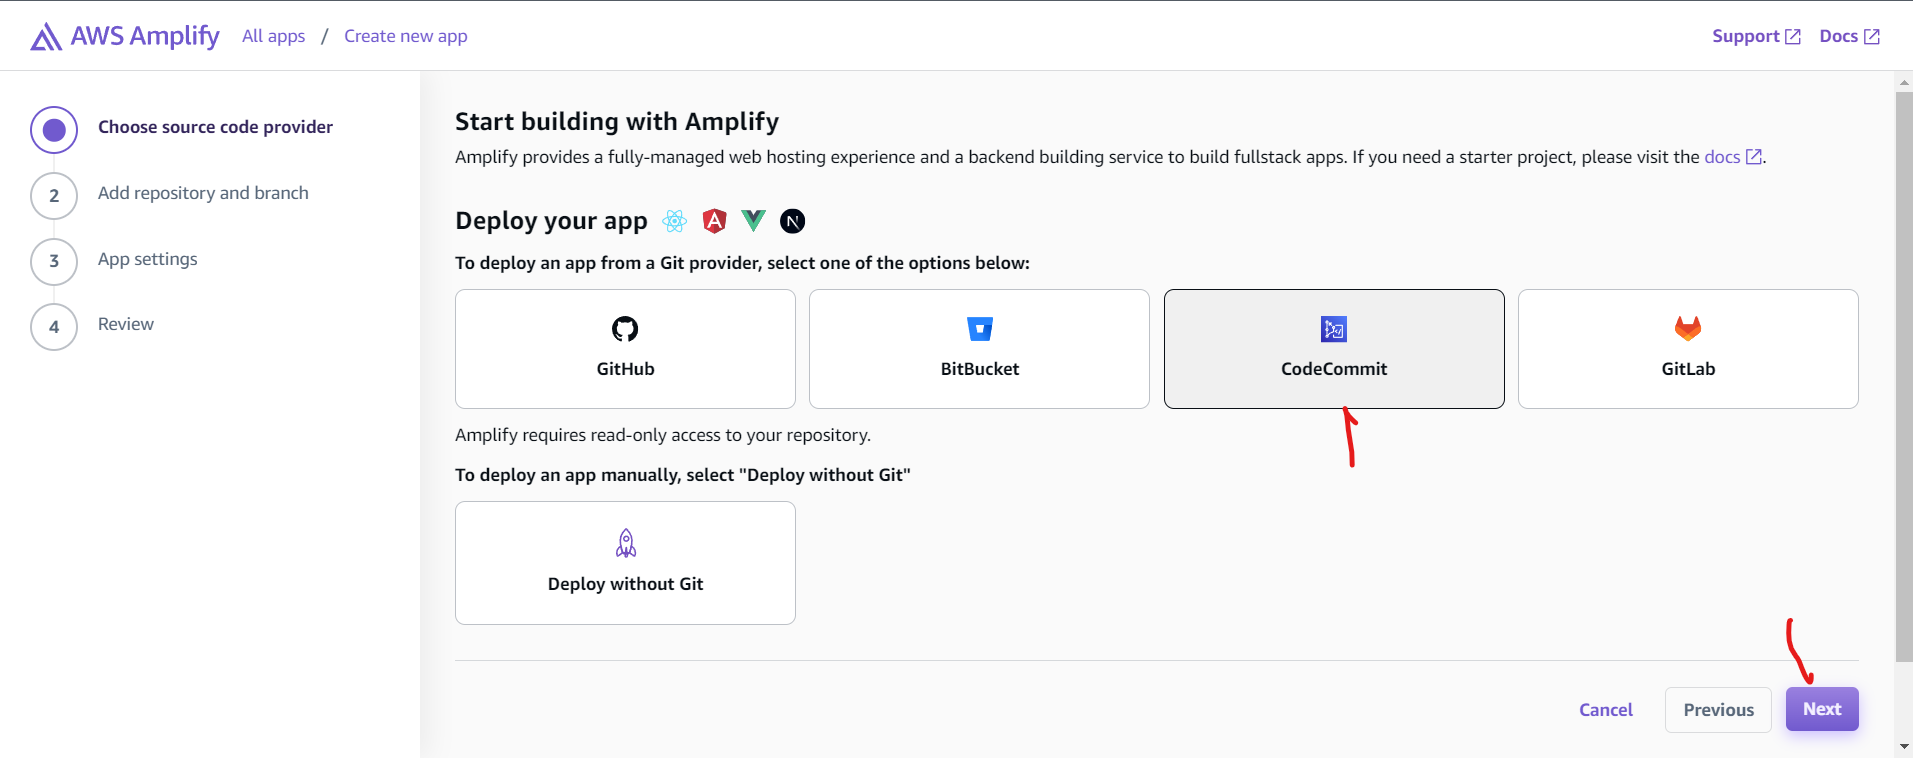 AWS Amplify All apps / Create new app Support Docs
Choose source code provider
2 Add repository and branch
3 App settings
4 Review
Start building with Amplify
Amplify provides a fully-managed web hosting experience and a backend building service to build fullstack apps. If you need a starter project, please visit the docs.
Deploy your app
To deploy an app from a Git provider, select one of the options below:
GitHub
BitBucket
CodeCommit
GitLab
Amplify requires read-only access to your repository.
To deploy an app manually, select "Deploy without Git"
Deploy without Git
Cancel Previous Next